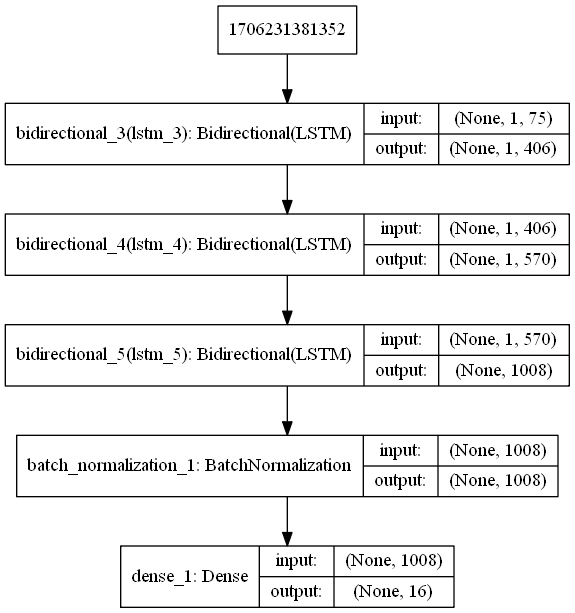 1706231381352
bidirectional_3(lstm_3): Bidirectional(LSTM)
input: (None, 1, 75)
output: (None, 1, 406)
bidirectional_4(lstm_4): Bidirectional(LSTM)
input: (None, 1, 406)
output: (None, 1, 570)
bidirectional_5(lstm_5): Bidirectional(LSTM)
input: (None, 1, 570)
output: (None, 1008)
batch_normalization_1: BatchNormalization
input: (None, 1008)
output: (None, 1008)
dense_1: Dense
input: (None, 1008)
output: (None, 16)